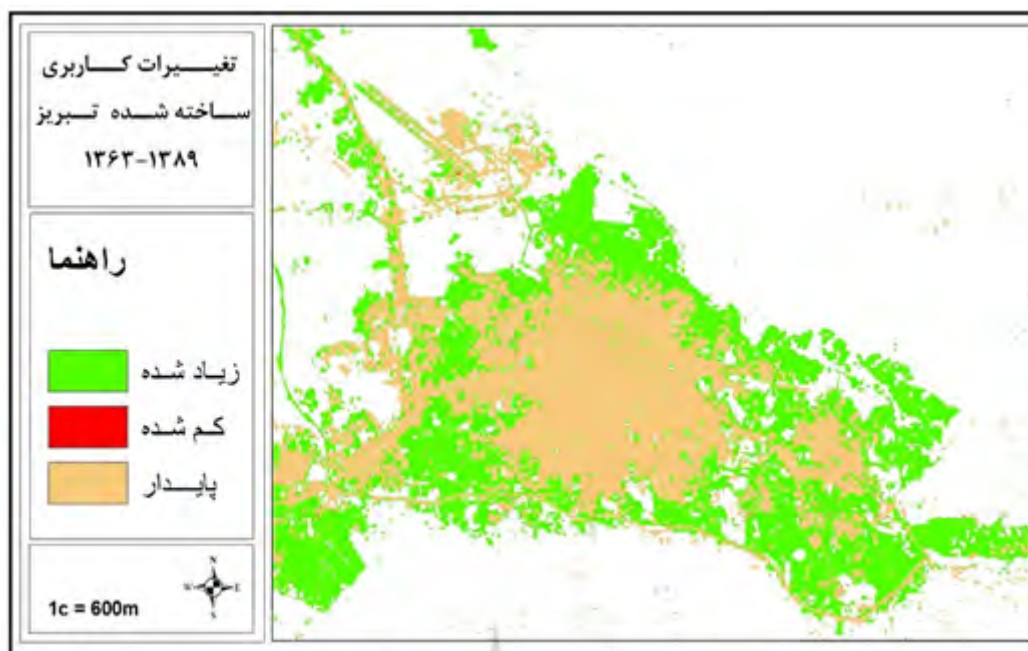 تغییرات کاربری
ساخته شده تبریز
۱۳۶۳-۱۳۸۹
راهنما
زیاد شده
کم شده
پایدار
N
W E
S
1c = 600m